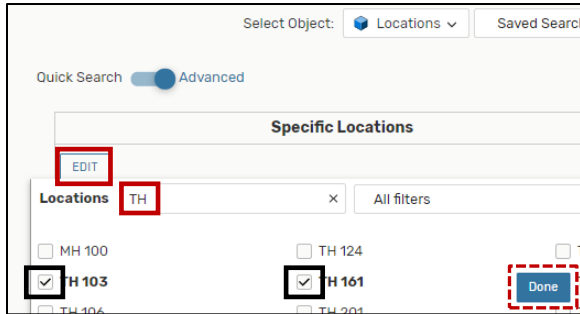 Select Object: Locations Saved Search
Quick Search Advanced
Specific Locations
EDIT
Locations TH × All filters
MH 100 TH 124
TH 103 TH 161 Done
TH 106 TH 201